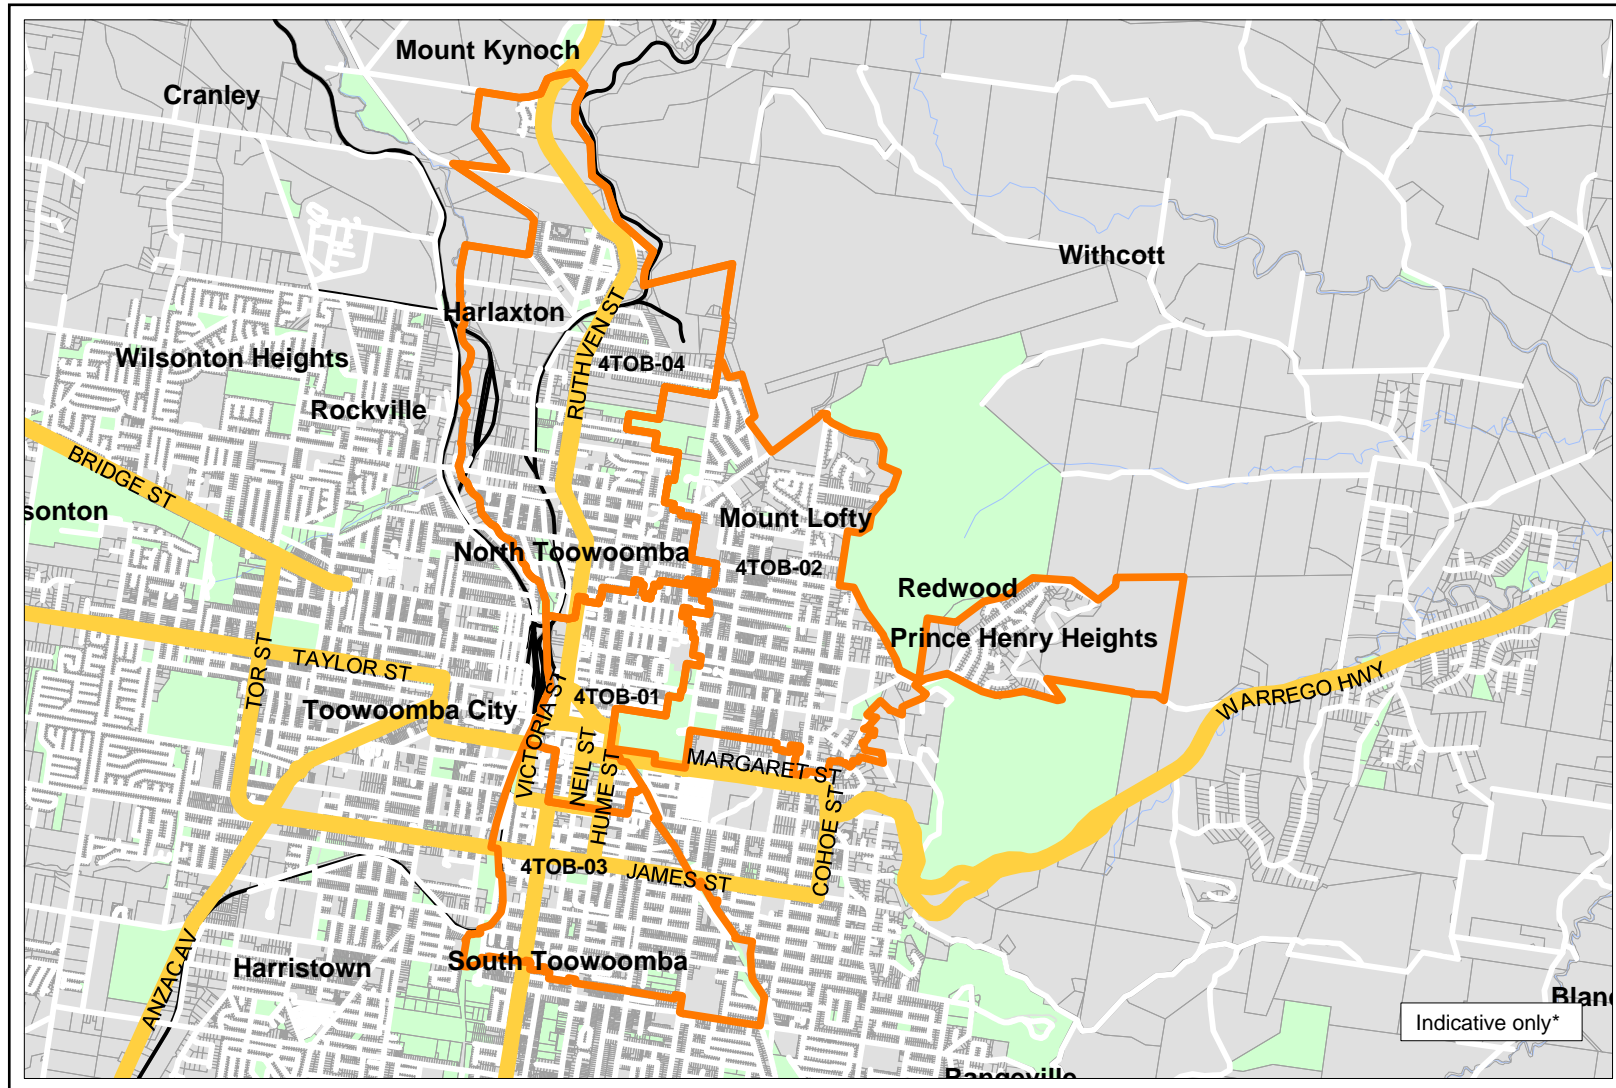 Mount Kynoch
Cranley
Withcott
Harlaxton
RUTHVEN ST
Wilsonton Heights
4TOB-04
Rockville
BRIDGE ST
sonton
Mount Lofty
North Toowoomba
4TOB-02
Redwood
Prince Henry Heights
TOR ST
TAYLOR ST
4TOB-01
WARREGO HWY
Toowoomba City
VICTORIA ST
NEIL ST
HUME ST
MARGARET ST
COHOE ST
4TOB-03
JAMES ST
ANZAC AV
Harristown
South Toowoomba
Blan
Indicative only*
Rangeville